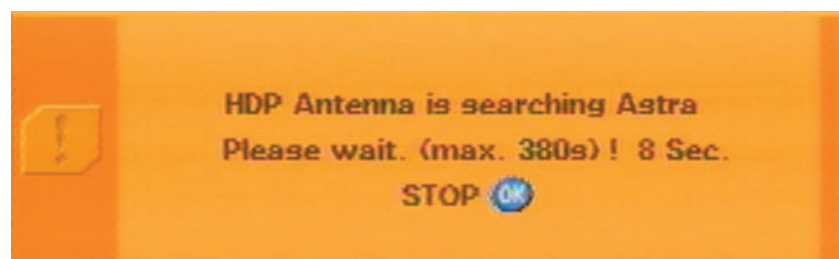 !
HDP Antenna is searching Astra
Please wait. (max. 380s) ! 8 Sec.
STOP OK